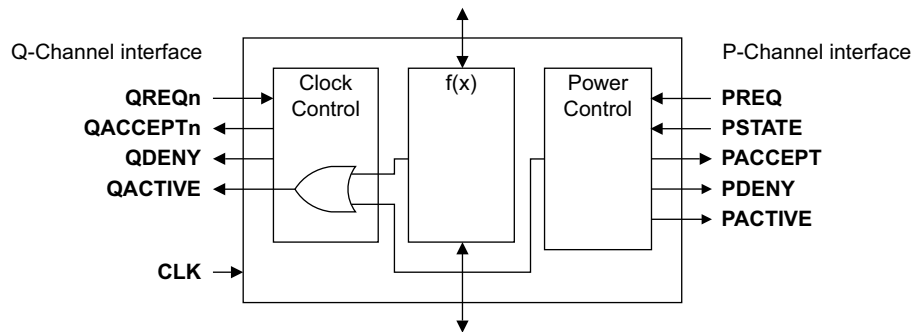 Q-Channel interface
P-Channel interface
Clock
Control
f(x)
Power
Control
QREQn
QACCEPTn
QDENY
QACTIVE
CLK
PREQ
PSTATE
PACCEPT
PDENY
PACTIVE